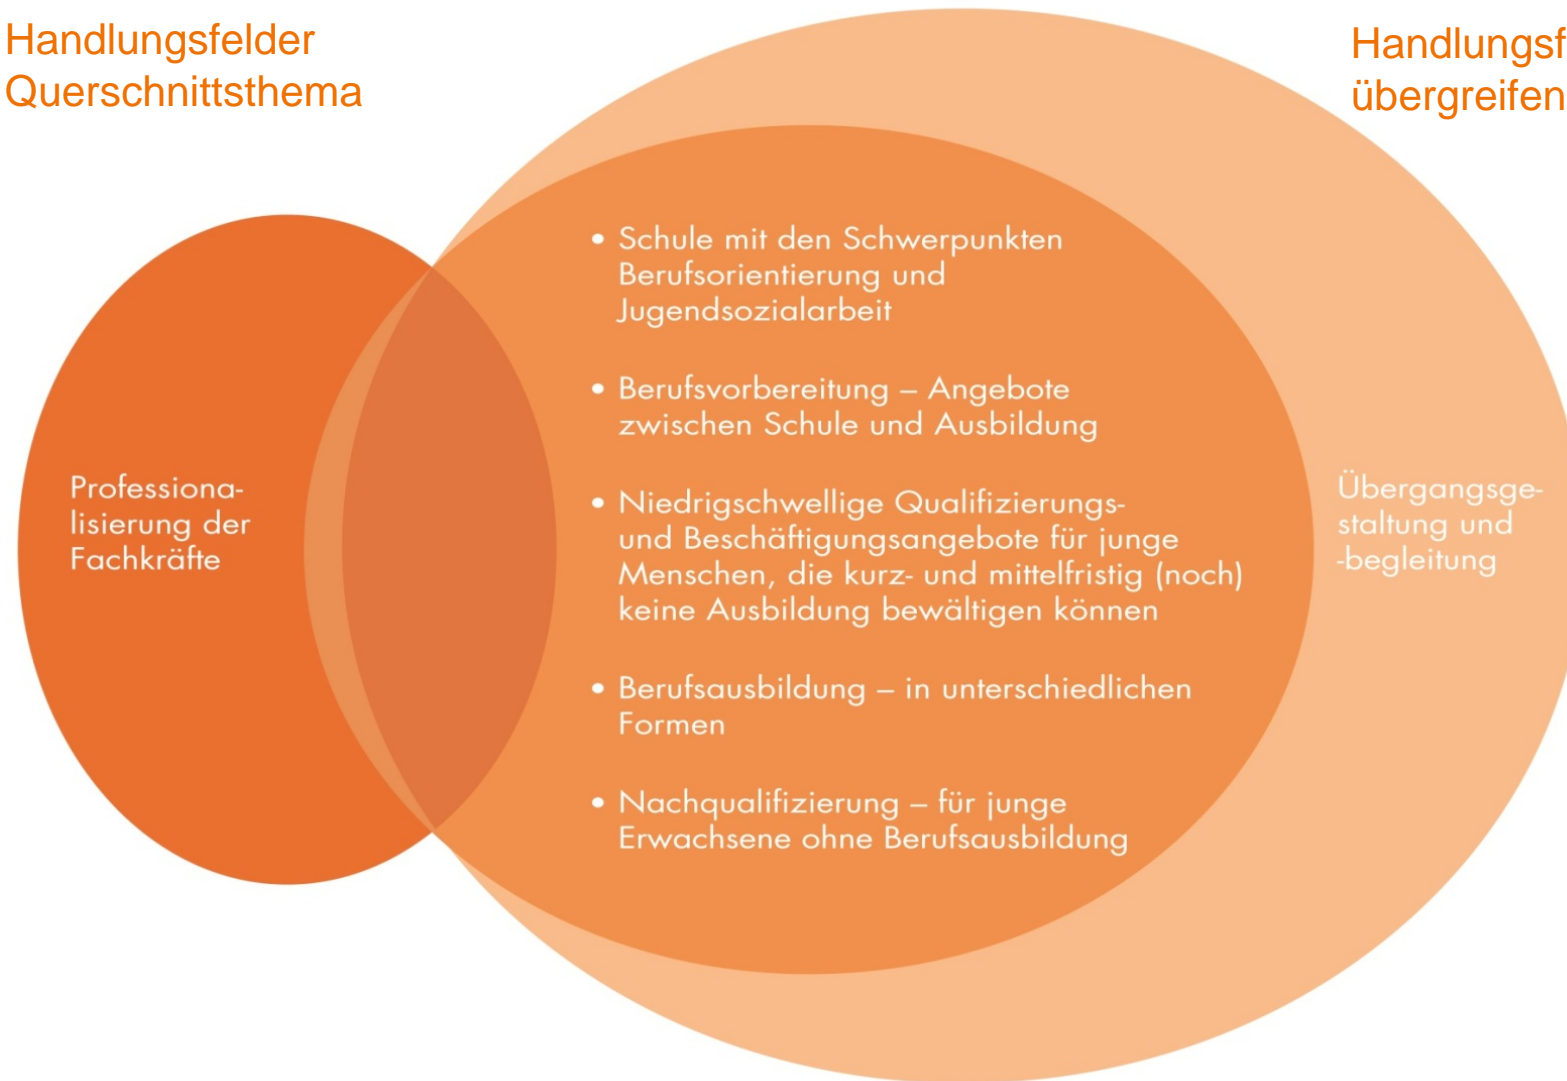 Handlungsfelder
Querschnittsthema
Handlungsf
übergreifen
Professiona-
lisierung der
Fachkräfte
• Schule mit den Schwerpunkten
Berufsorientierung und
Jugendsozialarbeit
• Berufsvorbereitung – Angebote
zwischen Schule und Ausbildung
• Niedrigschwellige Qualifizierungs-
und Beschäftigungsangebote für junge
Menschen, die kurz- und mittelfristig (noch)
keine Ausbildung bewältigen können
• Berufsausbildung – in unterschiedlichen
Formen
• Nachqualifizierung – für junge
Erwachsene ohne Berufsausbildung
Übergangsge-
staltung und
-begleitung